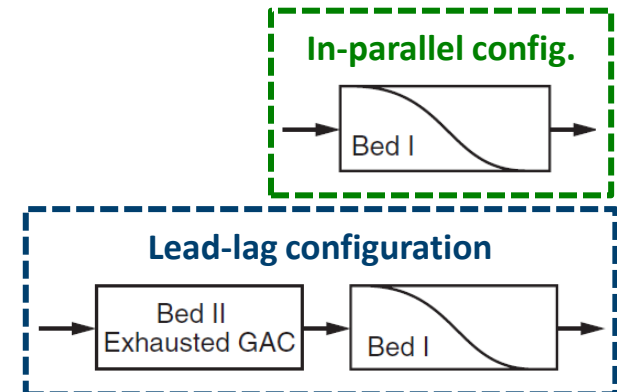 In-parallel config.
Bed I
Lead-lag configuration
Bed II
Exhausted GAC
Bed I